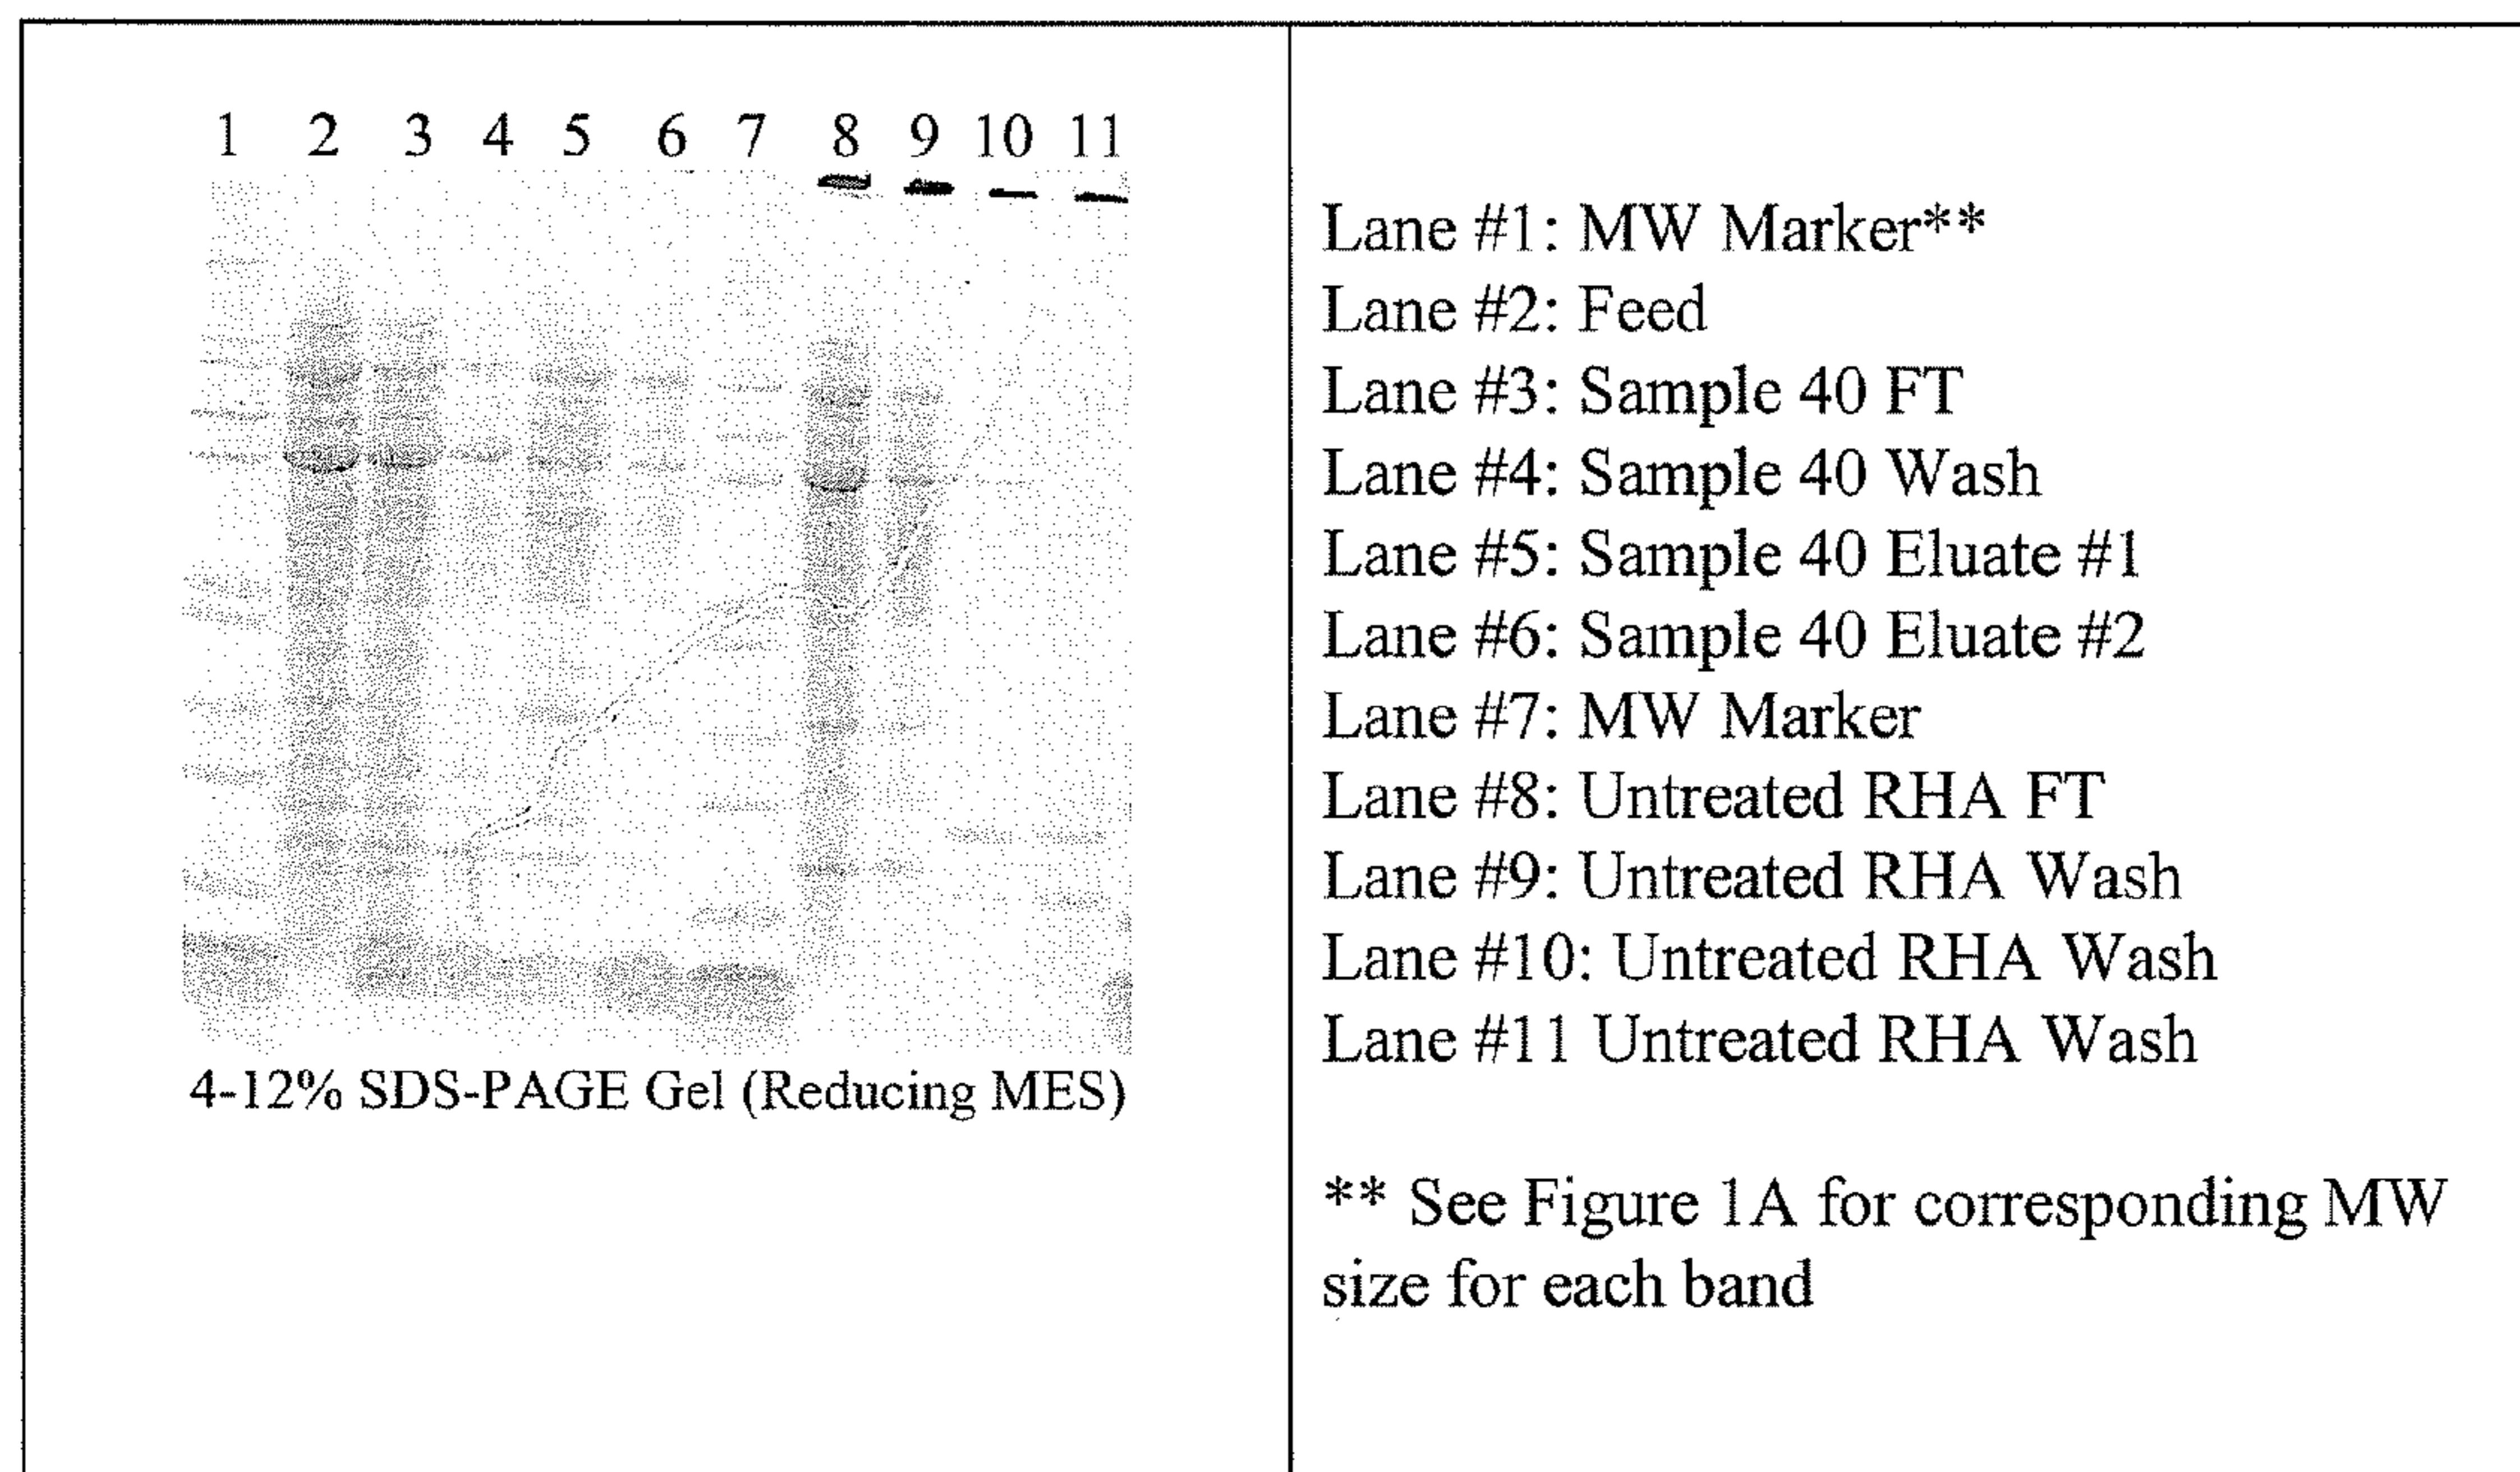 1 2 3 4 5 6 7 8 9 10 11
4-12% SDS-PAGE Gel (Reducing MES)
Lane #1: MW Marker**
Lane #2: Feed
Lane #3: Sample 40 FT
Lane #4: Sample 40 Wash
Lane #5: Sample 40 Eluate #1
Lane #6: Sample 40 Eluate #2
Lane #7: MW Marker
Lane #8: Untreated RHA FT
Lane #9: Untreated RHA Wash
Lane #10: Untreated RHA Wash
Lane #11 Untreated RHA Wash
** See Figure 1A for corresponding MW
size for each band